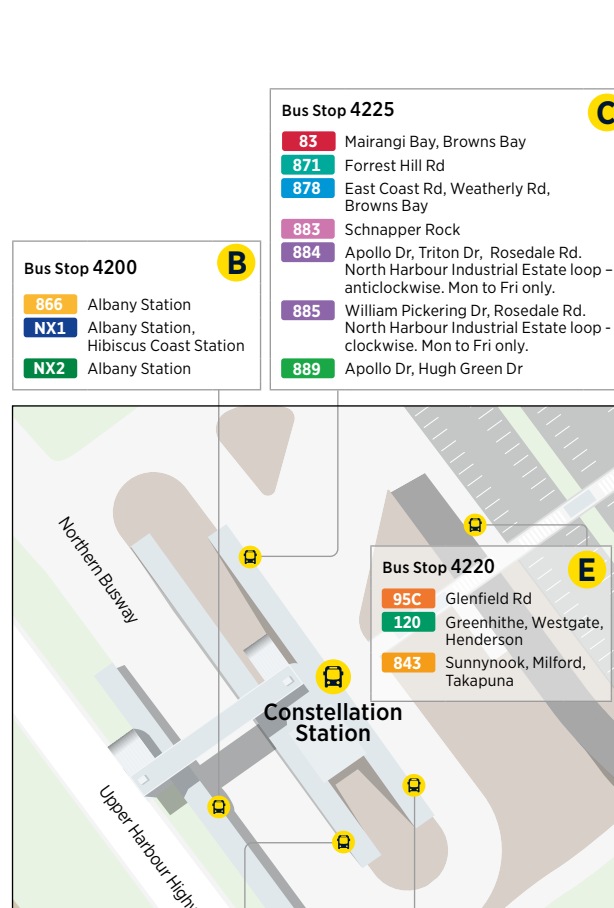 Bus Stop 4225
C
83 Mairangi Bay, Browns Bay
871 Forrest Hill Rd
878 East Coast Rd, Weatherly Rd,
Browns Bay
883 Schnapper Rock
884 Apollo Dr, Triton Dr, Rosedale Rd.
North Harbour Industrial Estate loop –
anticlockwise. Mon to Fri only.
885 William Pickering Dr, Rosedale Rd.
North Harbour Industrial Estate loop -
clockwise. Mon to Fri only.
889 Apollo Dr, Hugh Green Dr
Bus Stop 4200
B
866 Albany Station
NX1 Albany Station,
Hibiscus Coast Station
NX2 Albany Station
Northern Busway
Bus Stop 4220
E
95C Glenfield Rd
120 Greenhithe, Westgate,
Henderson
843 Sunnynook, Milford,
Takapuna
Constellation
Station
Upper Harbour